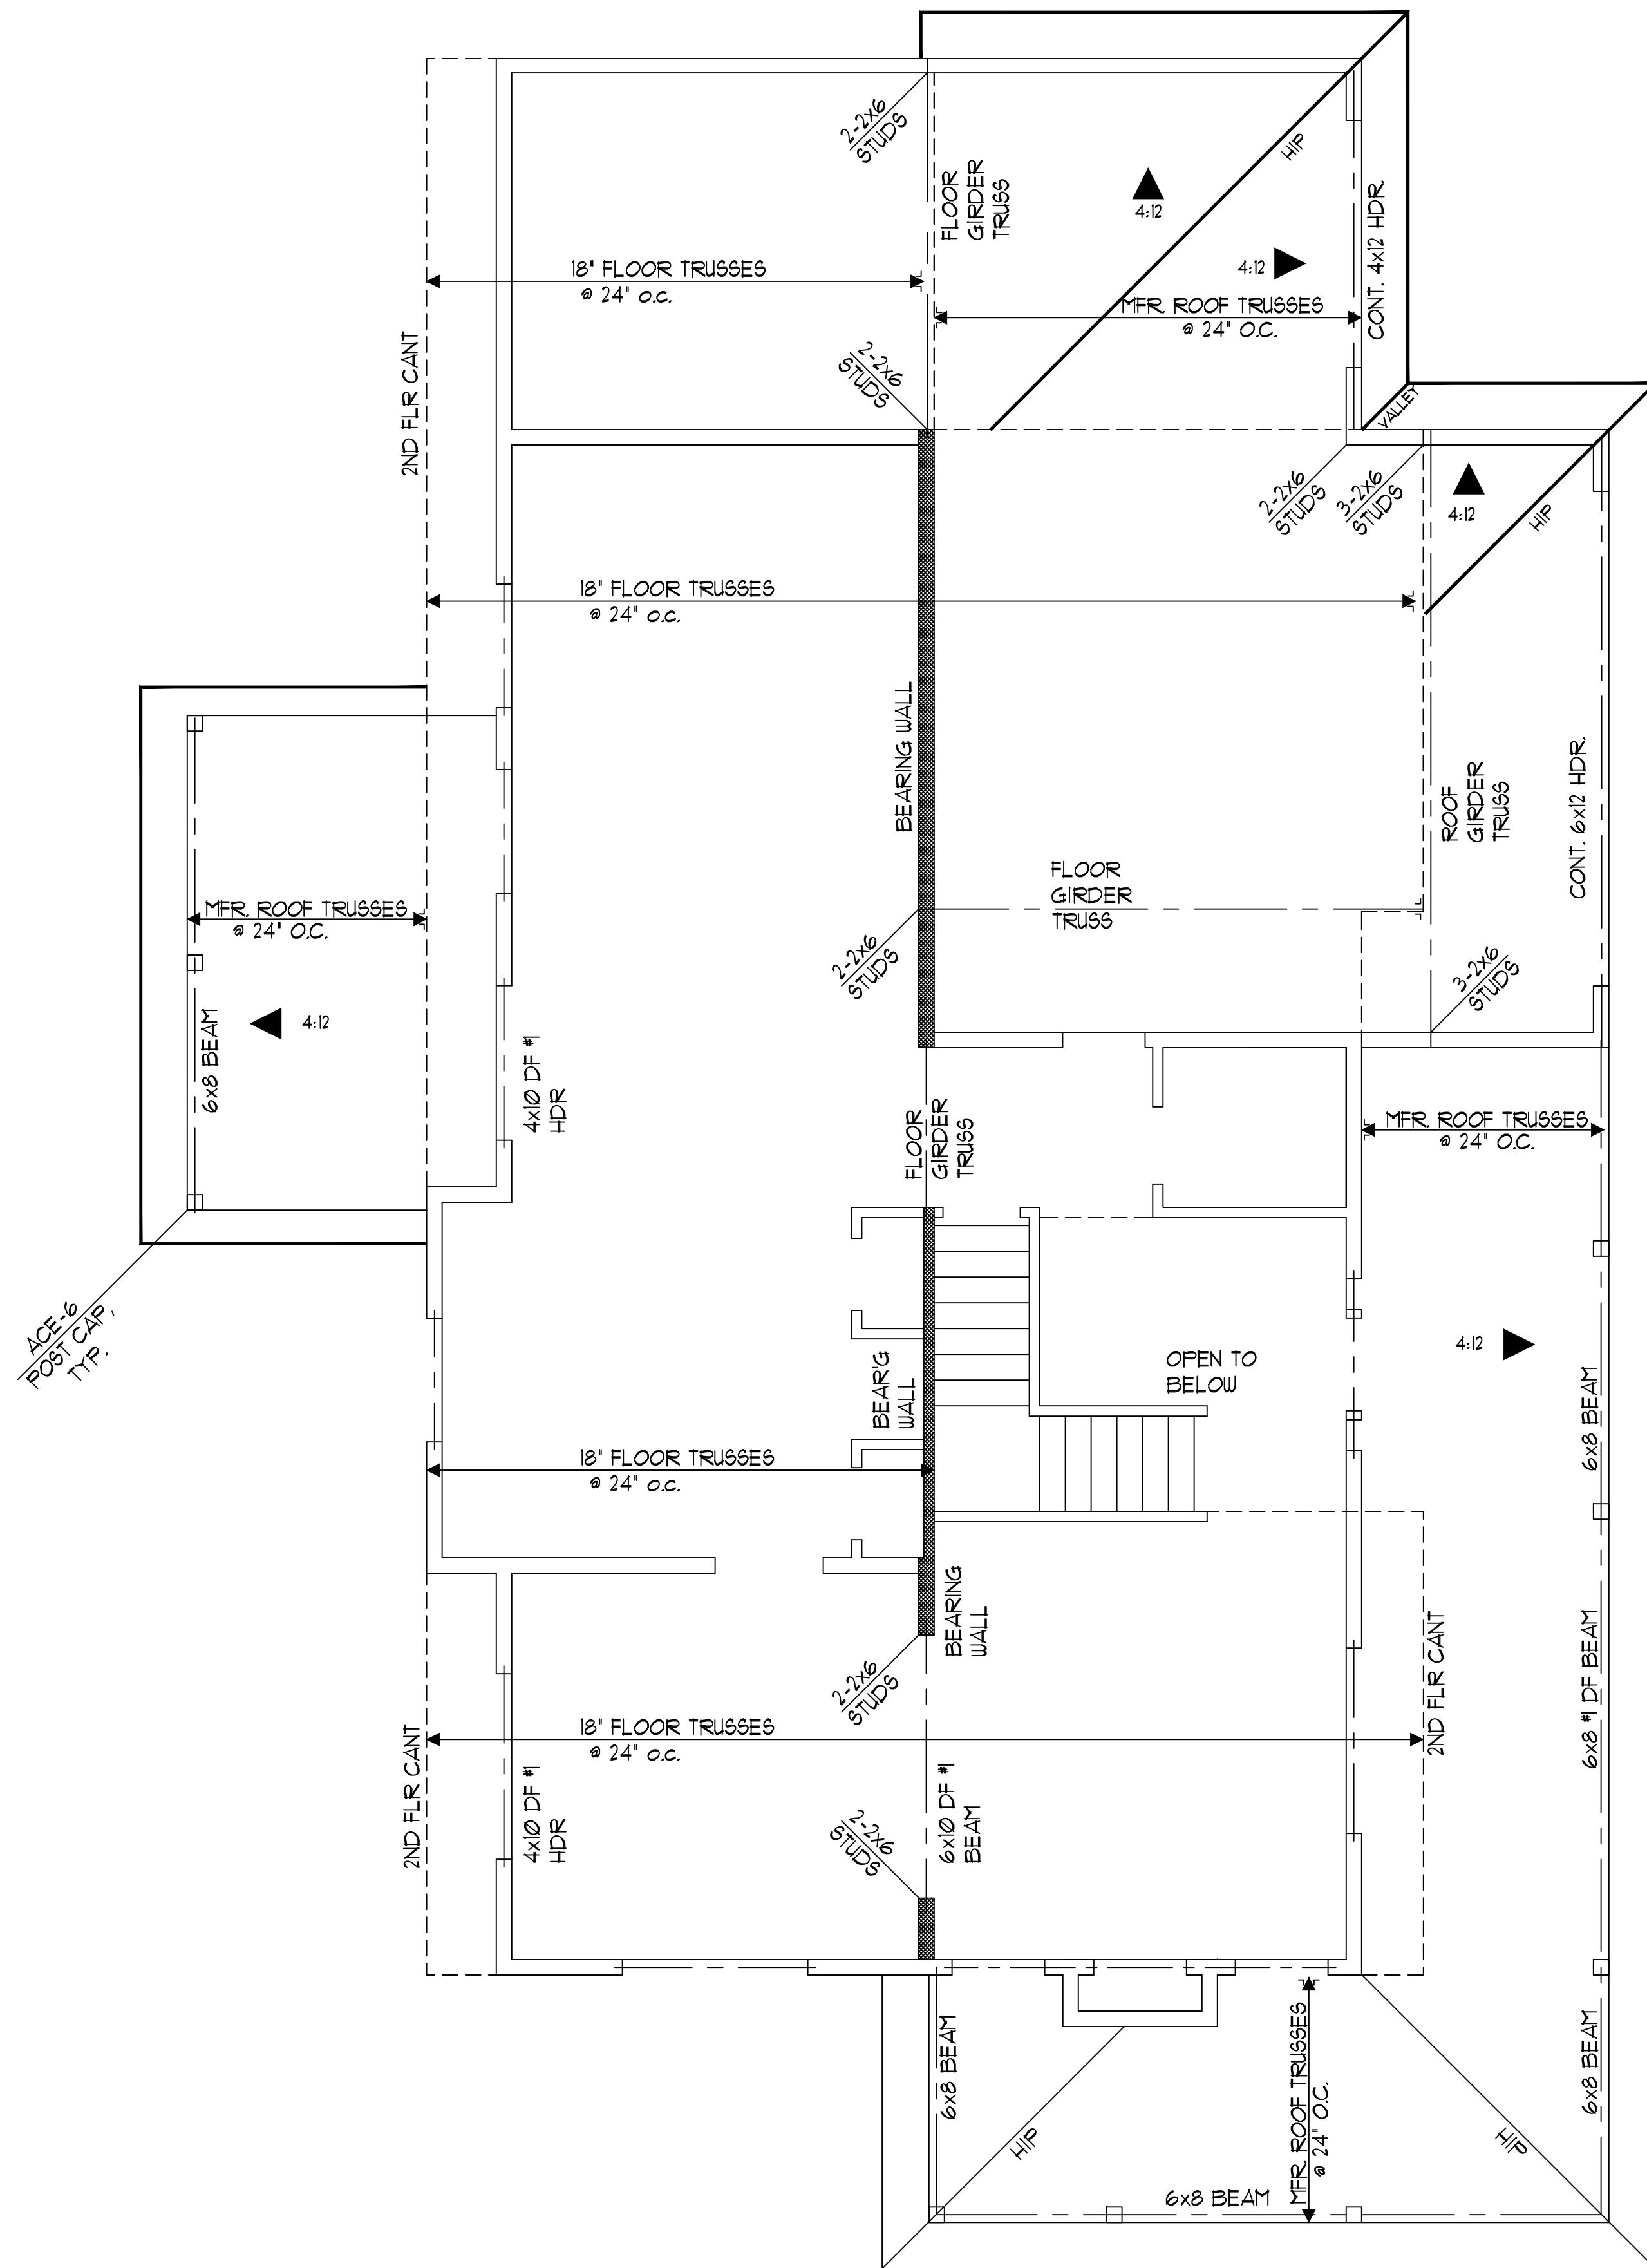 2-2x6
STUDS
FLOOR
GIRDER
TRUSS
4:12
HIP
18" FLOOR TRUSSES
@ 24" O.C.
4:12
MFR. ROOF TRUSSES
@ 24" O.C.
CONT. 4x12 HDR.
2ND FLR CANT
2-2x6
STUDS
VALLEY
2-2x6
STUDS
3-2x6
STUDS
4:12
HIP
18" FLOOR TRUSSES
@ 24" O.C.
BEARING WALL
ROOF
GIRDER
TRUSS
CONT. 6x12 HDR.
FLOOR
GIRDER
TRUSS
MFR. ROOF TRUSSES
@ 24" O.C.
2-2x6
STUDS
3-2x6
STUDS
4:12
6x8 BEAM
4x10 DF #1
HDR
FLOOR
GIRDER
TRUSS
MFR. ROOF TRUSSES
@ 24" O.C.
ACE-6
POST CAP,
TYP.
BEAR'G
WALL
OPEN TO
BELOW
4:12
6x8 BEAM
18" FLOOR TRUSSES
@ 24" O.C.
BEARING
WALL
2-2x6
STUDS
2ND FLR CANT
6x8 #1 DF BEAM
18" FLOOR TRUSSES
@ 24" O.C.
2ND FLR CANT
4x10 DF #1
HDR
2-2x6
STUDS
6x10 DF #1
BEAM
6x8 BEAM
HIP
MFR. ROOF TRUSSES
@ 24" O.C.
HIP
6x8 BEAM
6x8 BEAM